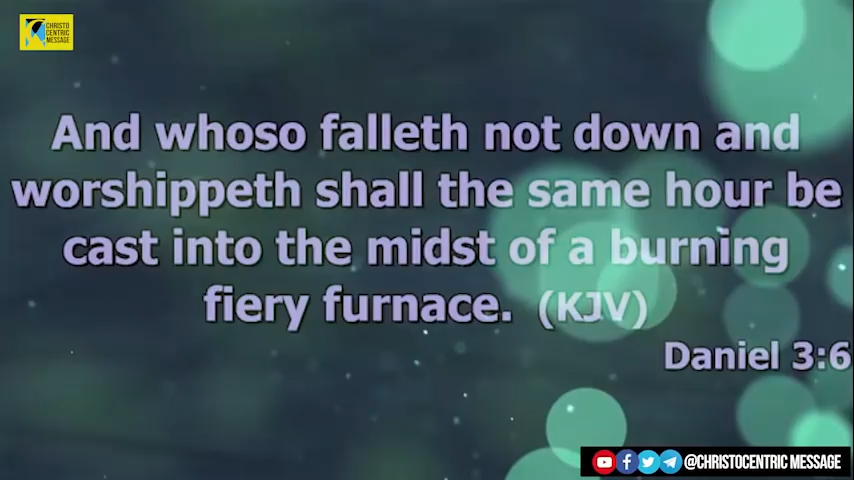 CHRISTO
CENTRIC
MESSAGE
And whoso falleth not down and
worshippeth shall the same hour be
cast into the midst of a burning
fiery furnace. (KJV)
Daniel 3:6
@CHRISTOCENTRIC MESSAGE